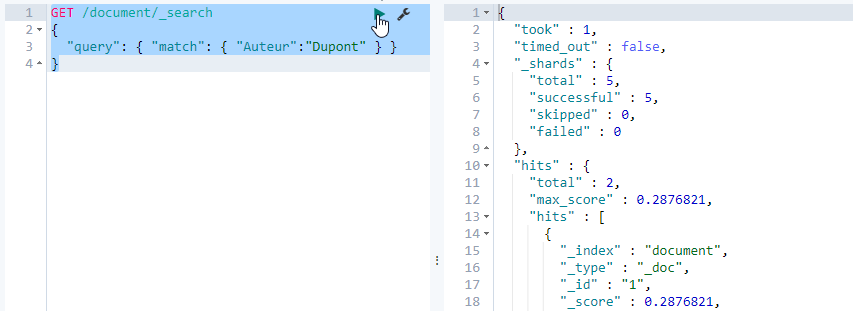 1 GET /document/_search
2 {
3 "query": { "match": { "Auteur":"Dupont" } }
4 }
1 {
2 "took" : 1,
3 "timed_out" : false,
4 "_shards" : {
5 "total" : 5,
6 "successful" : 5,
7 "skipped" : 0,
8 "failed" : 0
9 },
10 "hits" : {
11 "total" : 2,
12 "max_score" : 0.2876821,
13 "hits" : [
14 {
15 "_index" : "document",
16 "_type" : "_doc",
17 "_id" : "1",
18 "_score" : 0.2876821,